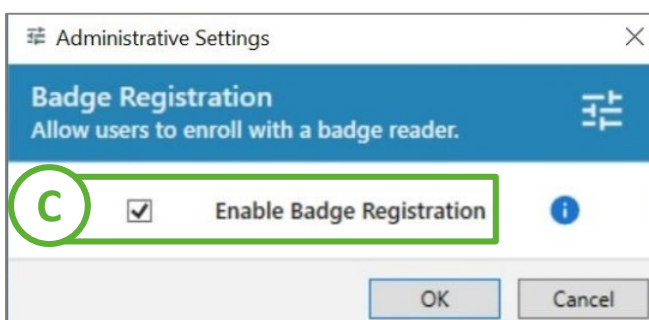 Administrative Settings
Badge Registration
Allow users to enroll with a badge reader.
C Enable Badge Registration i
OK Cancel